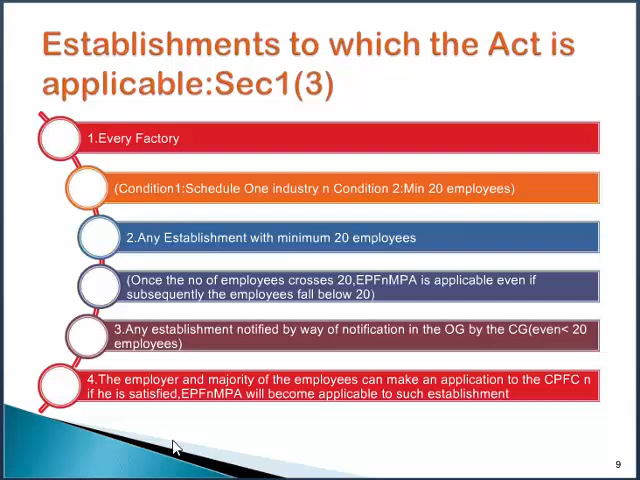 Establishments to which the Act is
applicable:Sec1(3)
1.Every Factory
(Condition1:Schedule One industry n Condition 2:Min 20 employees)
2.Any Establishment with minimum 20 employees
(Once the no of employees crosses 20,EPFnMPA is applicable even if
subsequently the employees fall below 20)
3.Any establishment notified by way of notification in the OG by the CG(even< 20
employees)
4.The employer and majority of the employees can make an application to the CPFC n
if he is satisfied,EPFnMPA will become applicable to such establishment
9